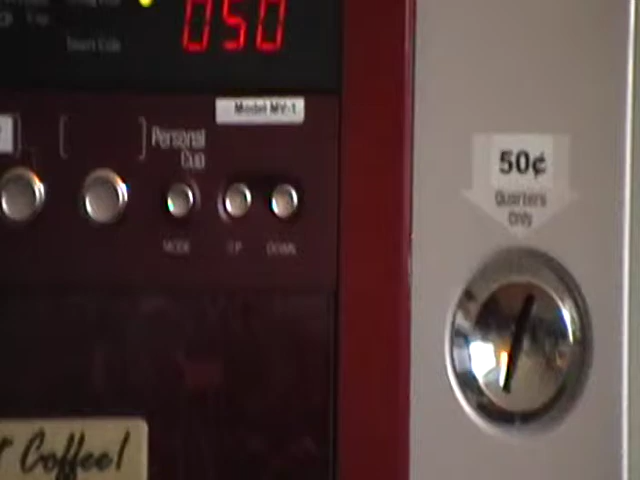 050
Model MV-1
Personal
Cup
MODE UP DOWN
50¢
Quarters
Only
Coffee!